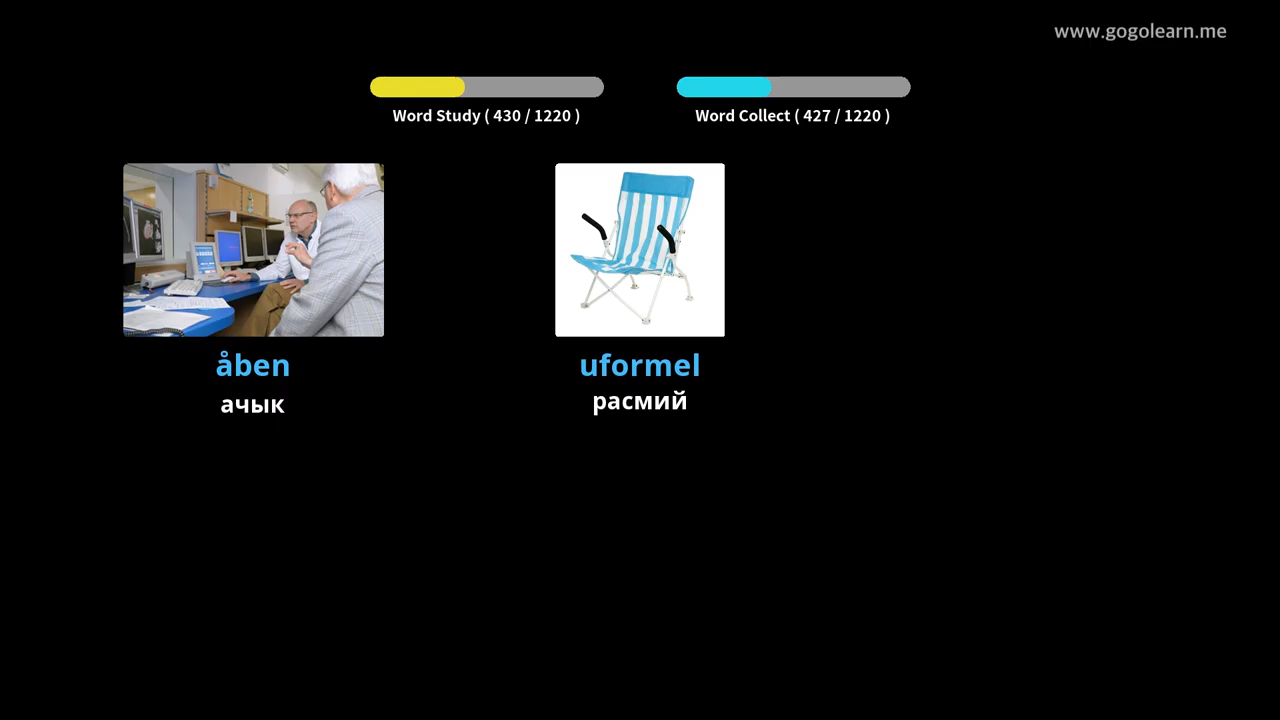 www.gogolearn.me
Word Study ( 430 / 1220 )
Word Collect ( 427 / 1220 )
åben
ачык
uformel
расмий